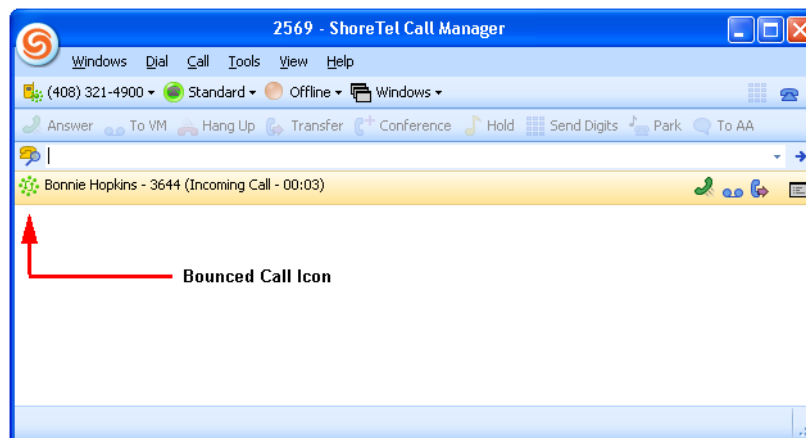 2569 - ShoreTel Call Manager
Windows Dial Call Tools View Help
(408) 321-4900 Standard Offline Windows
Answer To VM Hang Up Transfer Conference Hold Send Digits Park To AA
Bonnie Hopkins - 3644 (Incoming Call - 00:03)
Bounced Call Icon